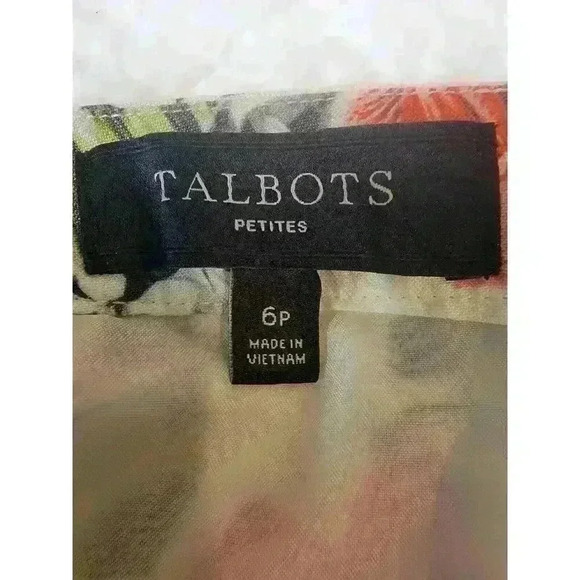 TALBOTS
PETITES
6P
MADE IN
VIETNAM